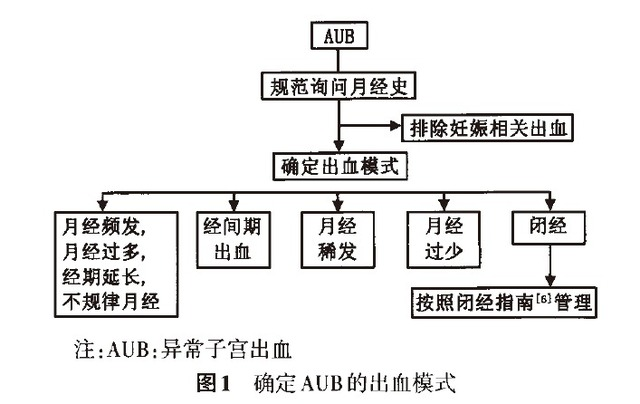 AUB
规范询问月经史
排除妊娠相关出血
确定出血模式
月经频发,
月经过多,
经期延长,
不规律月经
经间期
出血
月经
稀发
月经
过少
闭经
按照闭经指南[6]管理
注:AUB:异常子宫出血
图1 确定AUB的出血模式